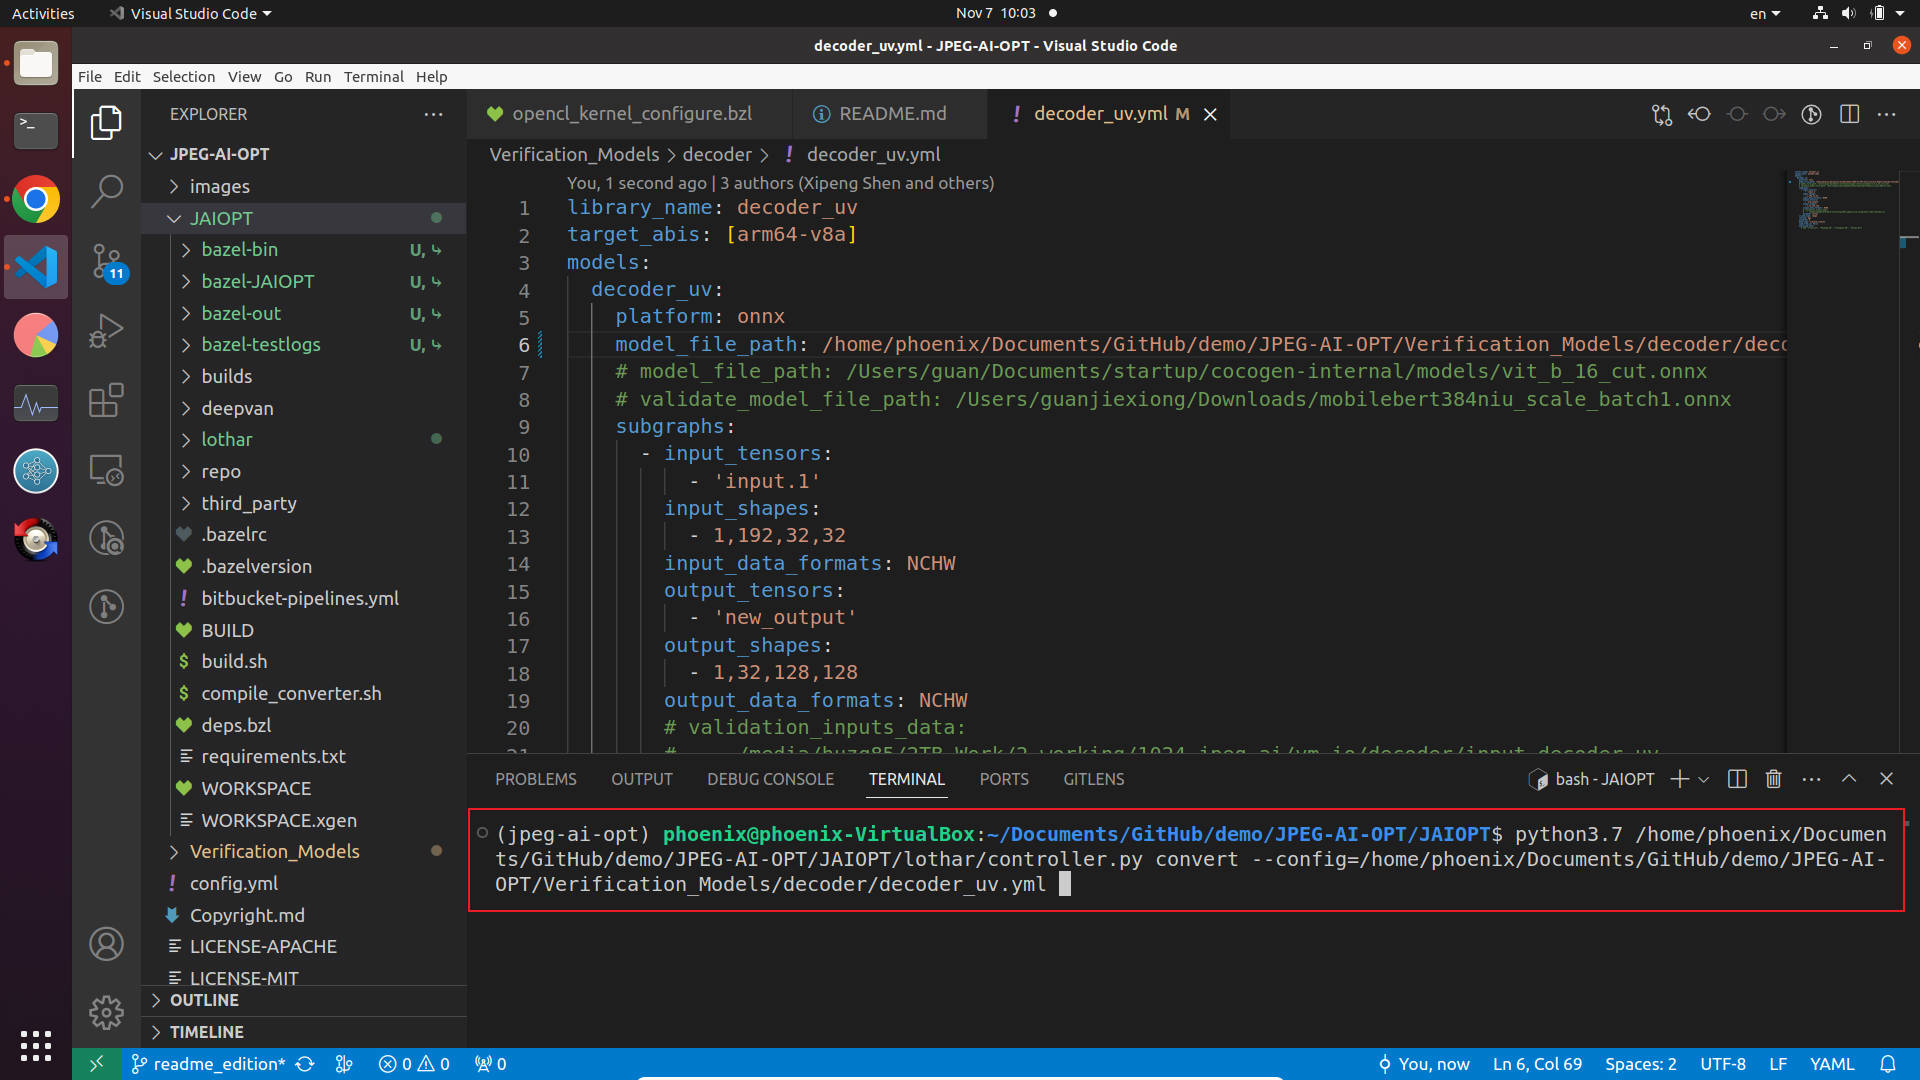 Activities
Visual Studio Code
Nov 7 10:03
en
decoder_uv.yml - JPEG-AI-OPT - Visual Studio Code
File Edit Selection View Go Run Terminal Help
EXPLORER
JPEG-AI-OPT
images
JAIOPT
bazel-bin U,
bazel-JAIOPT U,
bazel-out U,
bazel-testlogs U,
builds
deepvan
lothar
repo
third_party
.bazelrc
.bazelversion
bitbucket-pipelines.yml
BUILD
build.sh
compile_converter.sh
deps.bzl
requirements.txt
WORKSPACE
WORKSPACE.xgen
Verification_Models
config.yml
Copyright.md
LICENSE-APACHE
LICENSE-MIT
OUTLINE
TIMELINE
11
opencl_kernel_configure.bzl
README.md
decoder_uv.yml M
Verification_Models > decoder > ! decoder_uv.yml
You, 1 second ago | 3 authors (Xipeng Shen and others)
1 library_name: decoder_uv
2 target_abis: [arm64-v8a]
3 models:
4 decoder_uv:
5 platform: onnx
6 model_file_path: /home/phoenix/Documents/GitHub/demo/JPEG-AI-OPT/Verification_Models/decoder/deco
7 # model_file_path: /Users/guan/Documents/startup/cocogen-internal/models/vit_b_16_cut.onnx
8 # validate_model_file_path: /Users/guanjiexiong/Downloads/mobilebert384niu_scale_batch1.onnx
9 subgraphs:
10 - input_tensors:
11 - 'input.1'
12 input_shapes:
13 - 1,192,32,32
14 input_data_formats: NCHW
15 output_tensors:
16 - 'new_output'
17 output_shapes:
18 - 1,32,128,128
19 output_data_formats: NCHW
20 # validation_inputs_data:
PROBLEMS OUTPUT DEBUG CONSOLE TERMINAL PORTS GITLENS
bash - JAIOPT
(jpeg-ai-opt) phoenix@phoenix-VirtualBox:~/Documents/GitHub/demo/JPEG-AI-OPT/JAIOPT$ python3.7 /home/phoenix/Documen
ts/GitHub/demo/JPEG-AI-OPT/JAIOPT/lothar/controller.py convert --config=/home/phoenix/Documents/GitHub/demo/JPEG-AI-
OPT/Verification_Models/decoder/decoder_uv.yml
readme_edition* 0 0 0
You, now Ln 6, Col 69 Spaces: 2 UTF-8 LF YAML